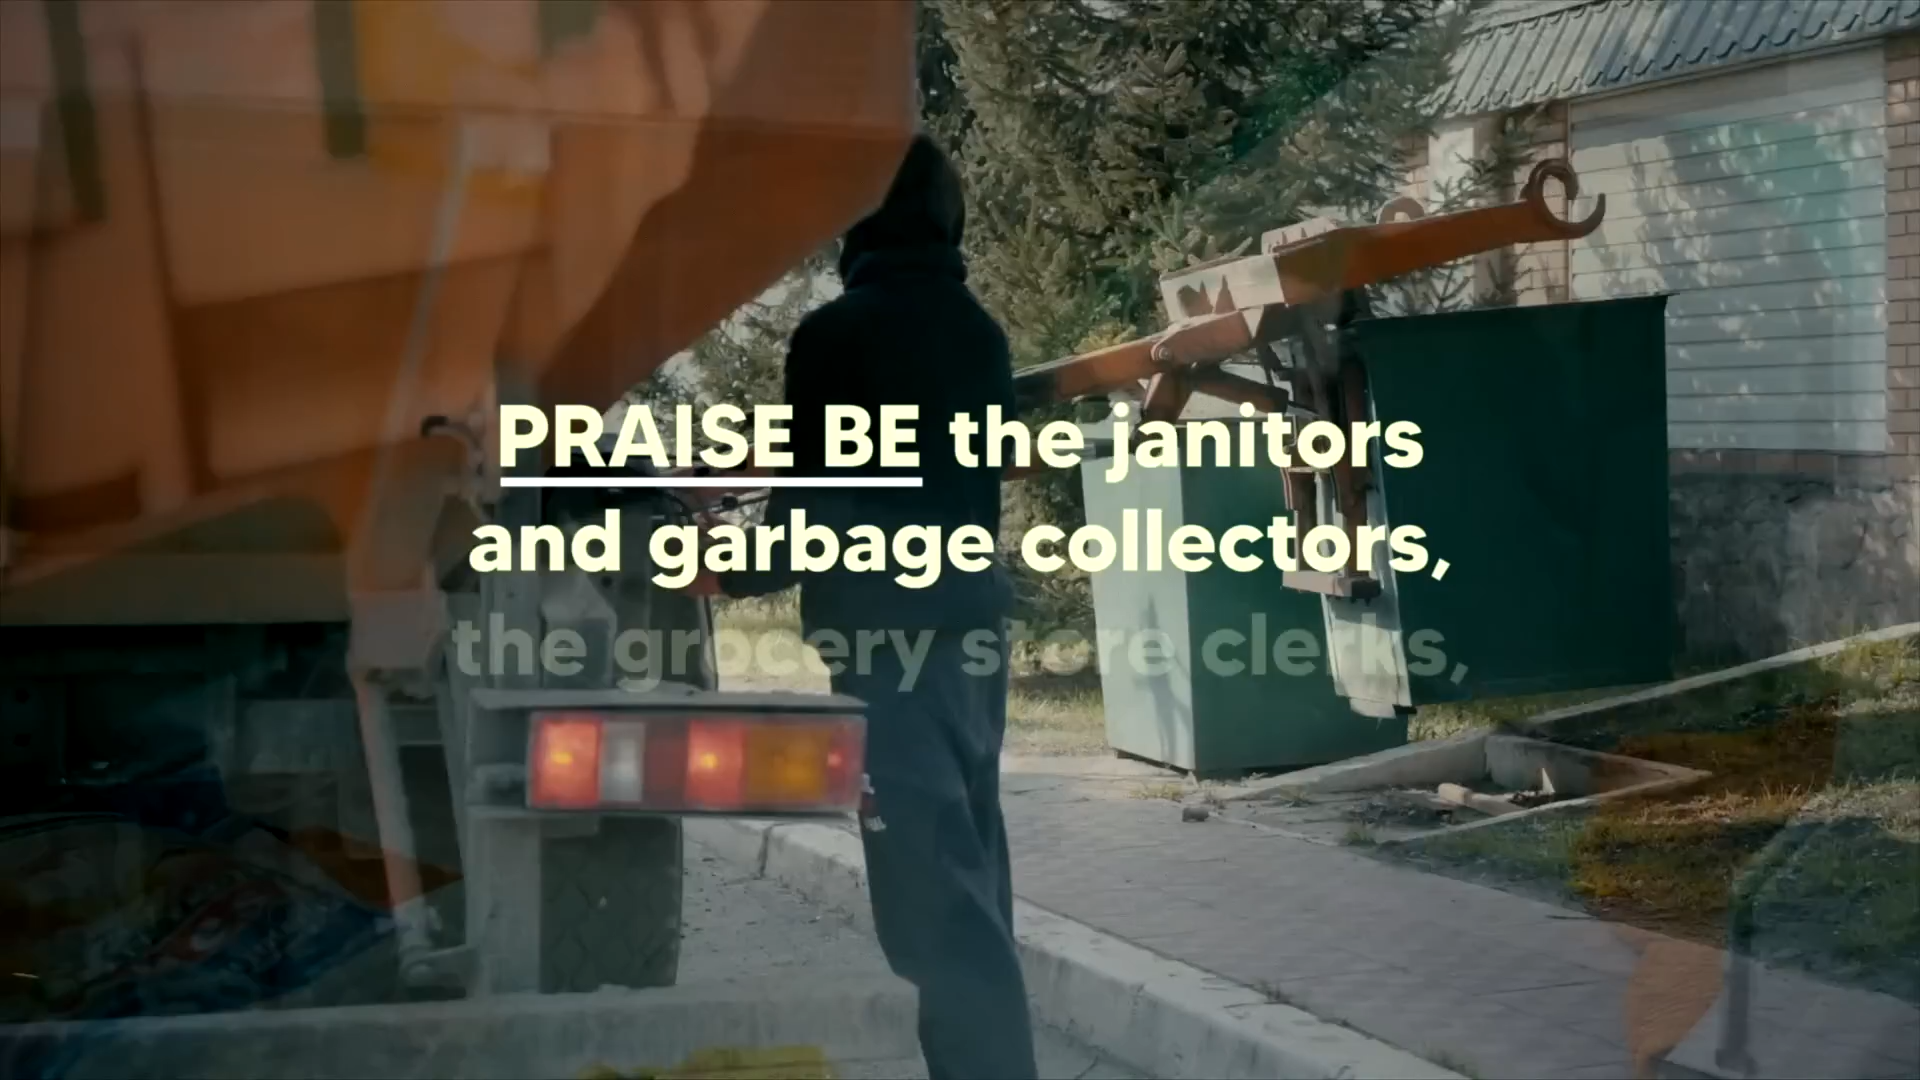 PRAISE BE the janitors
and garbage collectors,
the grocery store clerks,